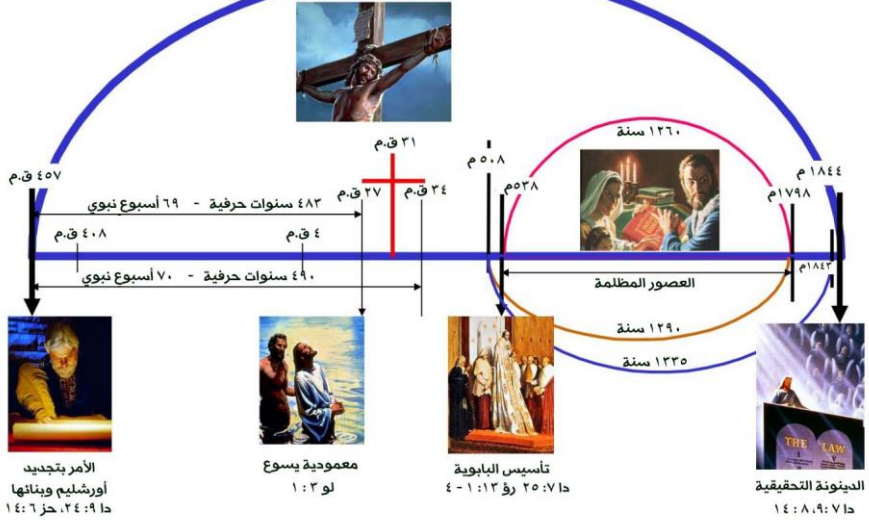 ١٢٦٠ سنة
٣١ ق.م
٥٠٨ م
٥٣٨م
١٧٩٨م
١٨٤٤ م
٤٥٧ ق.م
٢٧ ق.م
٣٤ ق.م
٤٨٣ سنوات حرفية - ٦٩ أسبوع نبوي
٤٠٨ ق.م
٤ ق.م
١٨٤٣م
٤٩٠ سنوات حرفية - ٧٠ أسبوع نبوي
العصور المظلمة
١٢٩٠ سنة
١٣٣٥ سنة
THE LAW
الأمر بتجديد
أورشليم وبنائها
دا ٩: ٢٤، حز ٦: ١٤
معمودية يسوع
لو ٣: ١
تأسيس البابوية
دا ٧: ٢٥ رؤ ١٣: ١ - ٤
الدينونة التحقيقية
دا ٧: ٩، ٨: ١٤